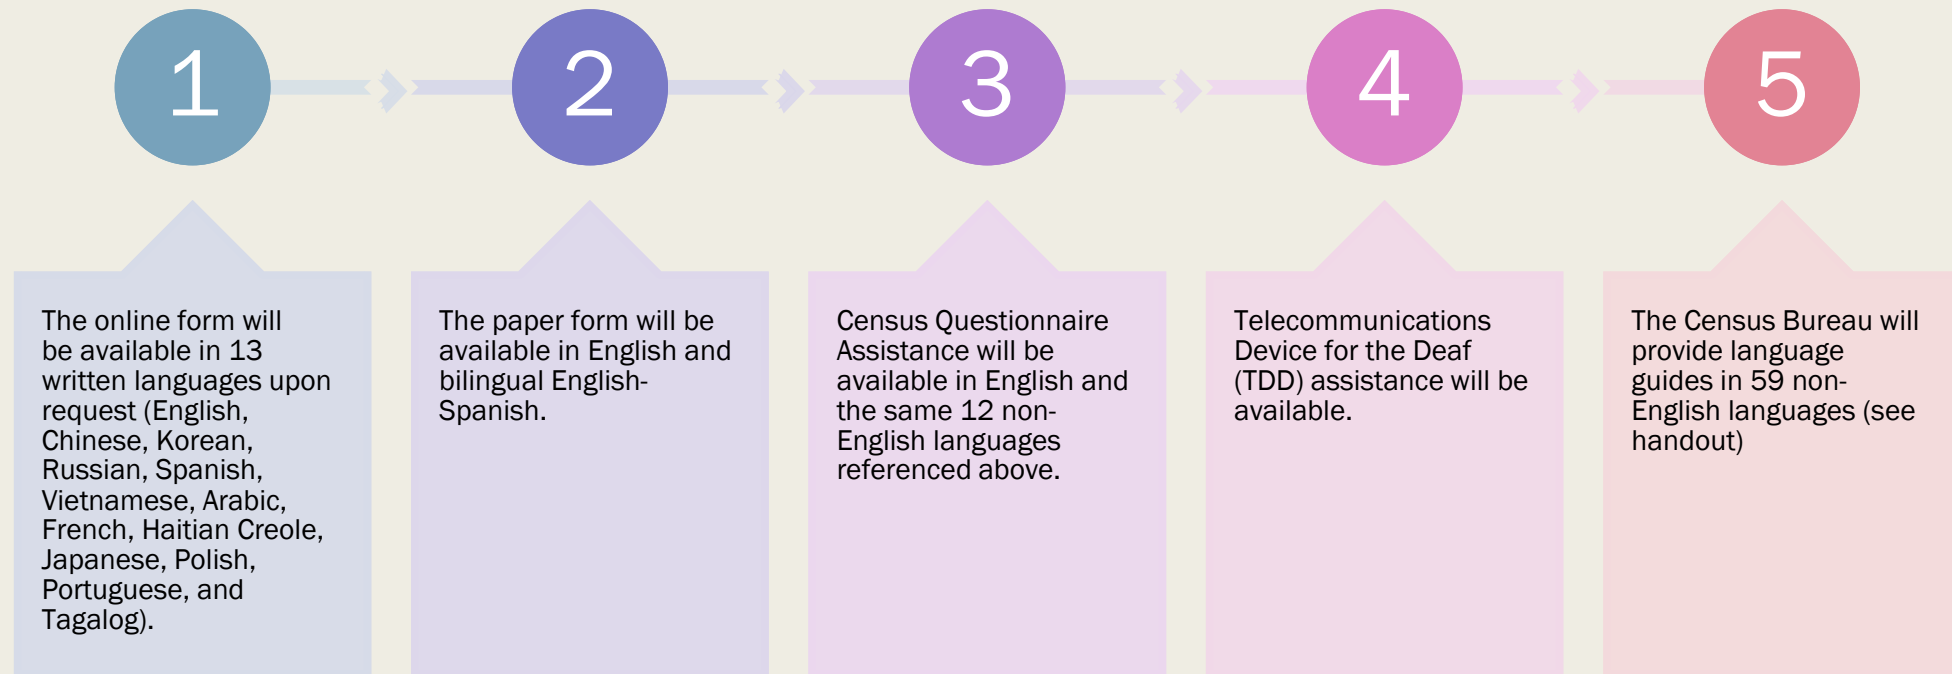 1
The online form will
be available in 13
written languages upon
request (English,
Chinese, Korean,
Russian, Spanish,
Vietnamese, Arabic,
French, Haitian Creole,
Japanese, Polish,
Portuguese, and
Tagalog).
2
The paper form will be
available in English and
bilingual English-
Spanish.
3
Census Questionnaire
Assistance will be
available in English and
the same 12 non-
English languages
referenced above.
4
Telecommunications
Device for the Deaf
(TDD) assistance will be
available.
5
The Census Bureau will
provide language
guides in 59 non-
English languages (see
handout)